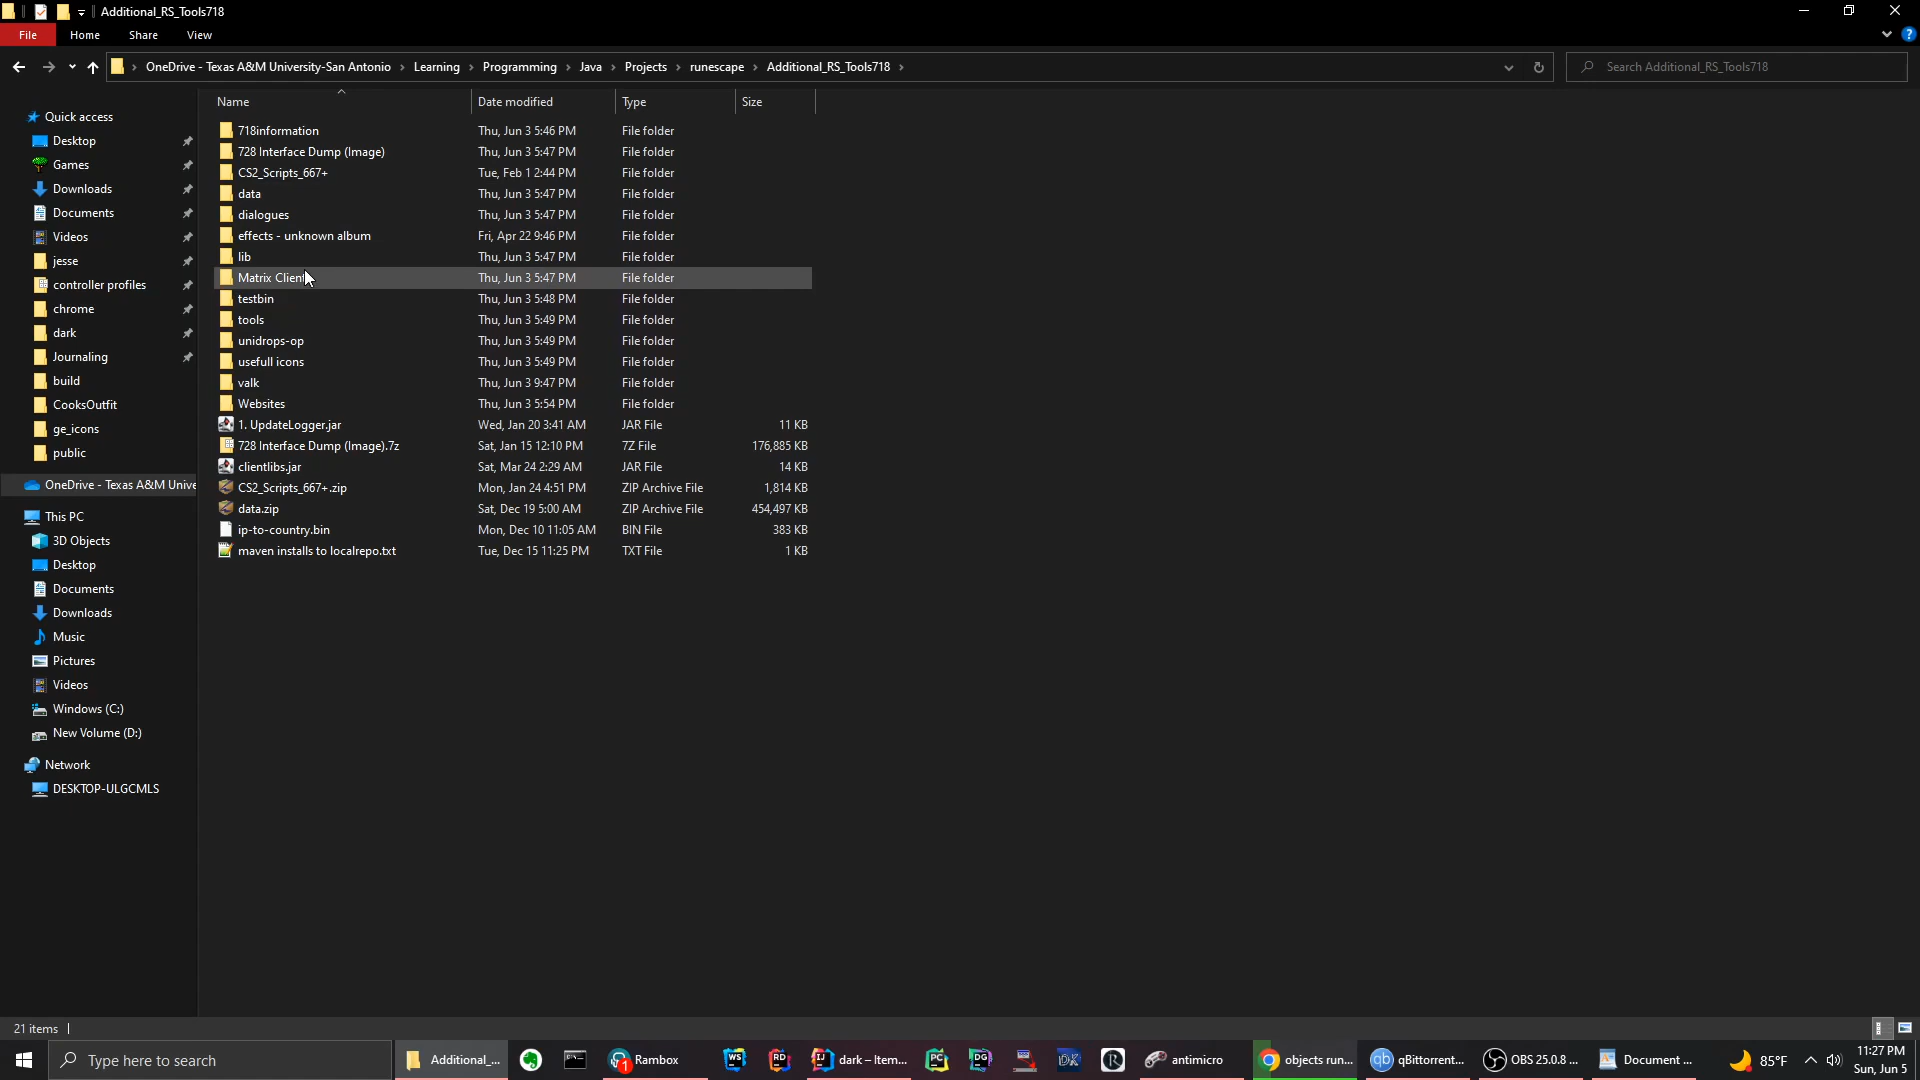 Additional_RS_Tools718
File Home Share View
OneDrive - Texas A&M University-San Antonio › Learning › Programming › Java › Projects › runescape › Additional_RS_Tools718 ›
Search Additional_RS_Tools718
Name Date modified Type Size
718information Thu, Jun 3 5:46 PM File folder
728 Interface Dump (Image) Thu, Jun 3 5:47 PM File folder
CS2_Scripts_667+ Tue, Feb 1 2:44 PM File folder
data Thu, Jun 3 5:47 PM File folder
dialogues Thu, Jun 3 5:47 PM File folder
effects - unknown album Fri, Apr 22 9:46 PM File folder
lib Thu, Jun 3 5:47 PM File folder
Matrix Client Thu, Jun 3 5:47 PM File folder
testbin Thu, Jun 3 5:48 PM File folder
tools Thu, Jun 3 5:49 PM File folder
unidrops-op Thu, Jun 3 5:49 PM File folder
usefull icons Thu, Jun 3 5:49 PM File folder
valk Thu, Jun 3 9:47 PM File folder
Websites Thu, Jun 3 5:54 PM File folder
1. UpdateLogger.jar Wed, Jan 20 3:41 AM JAR File 11 KB
728 Interface Dump (Image).7z Sat, Jan 15 12:10 PM 7Z File 176,885 KB
clientlibs.jar Sat, Mar 24 2:29 AM JAR File 14 KB
CS2_Scripts_667+.zip Mon, Jan 24 4:51 PM ZIP Archive File 1,814 KB
data.zip Sat, Dec 19 5:00 AM ZIP Archive File 454,497 KB
ip-to-country.bin Mon, Dec 10 11:05 AM BIN File 383 KB
maven installs to localrepo.txt Tue, Dec 15 11:25 PM TXT File 1 KB
Quick access
Desktop
Games
Downloads
Documents
Videos
jesse
controller profiles
chrome
dark
Journaling
build
CooksOutfit
ge_icons
public
OneDrive - Texas A&M Unive
This PC
3D Objects
Desktop
Documents
Downloads
Music
Pictures
Videos
Windows (C:)
New Volume (D:)
Network
DESKTOP-ULGCMLS
21 items
Type here to search
Additional_...
1
Rambox
WS
RD
IJ
dark – Item...
PC
DG
DK
R
antimicro
objects run...
qb
qBittorrent...
OBS 25.0.8 ...
Document ...
85°F
11:27 PM
Sun, Jun 5